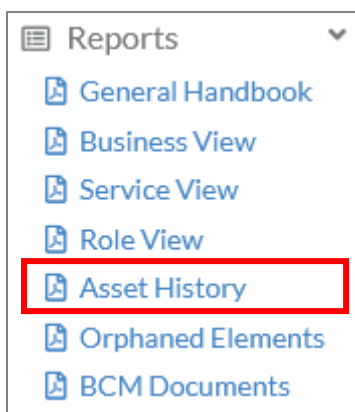 Reports
General Handbook
Business View
Service View
Role View
Asset History
Orphaned Elements
BCM Documents